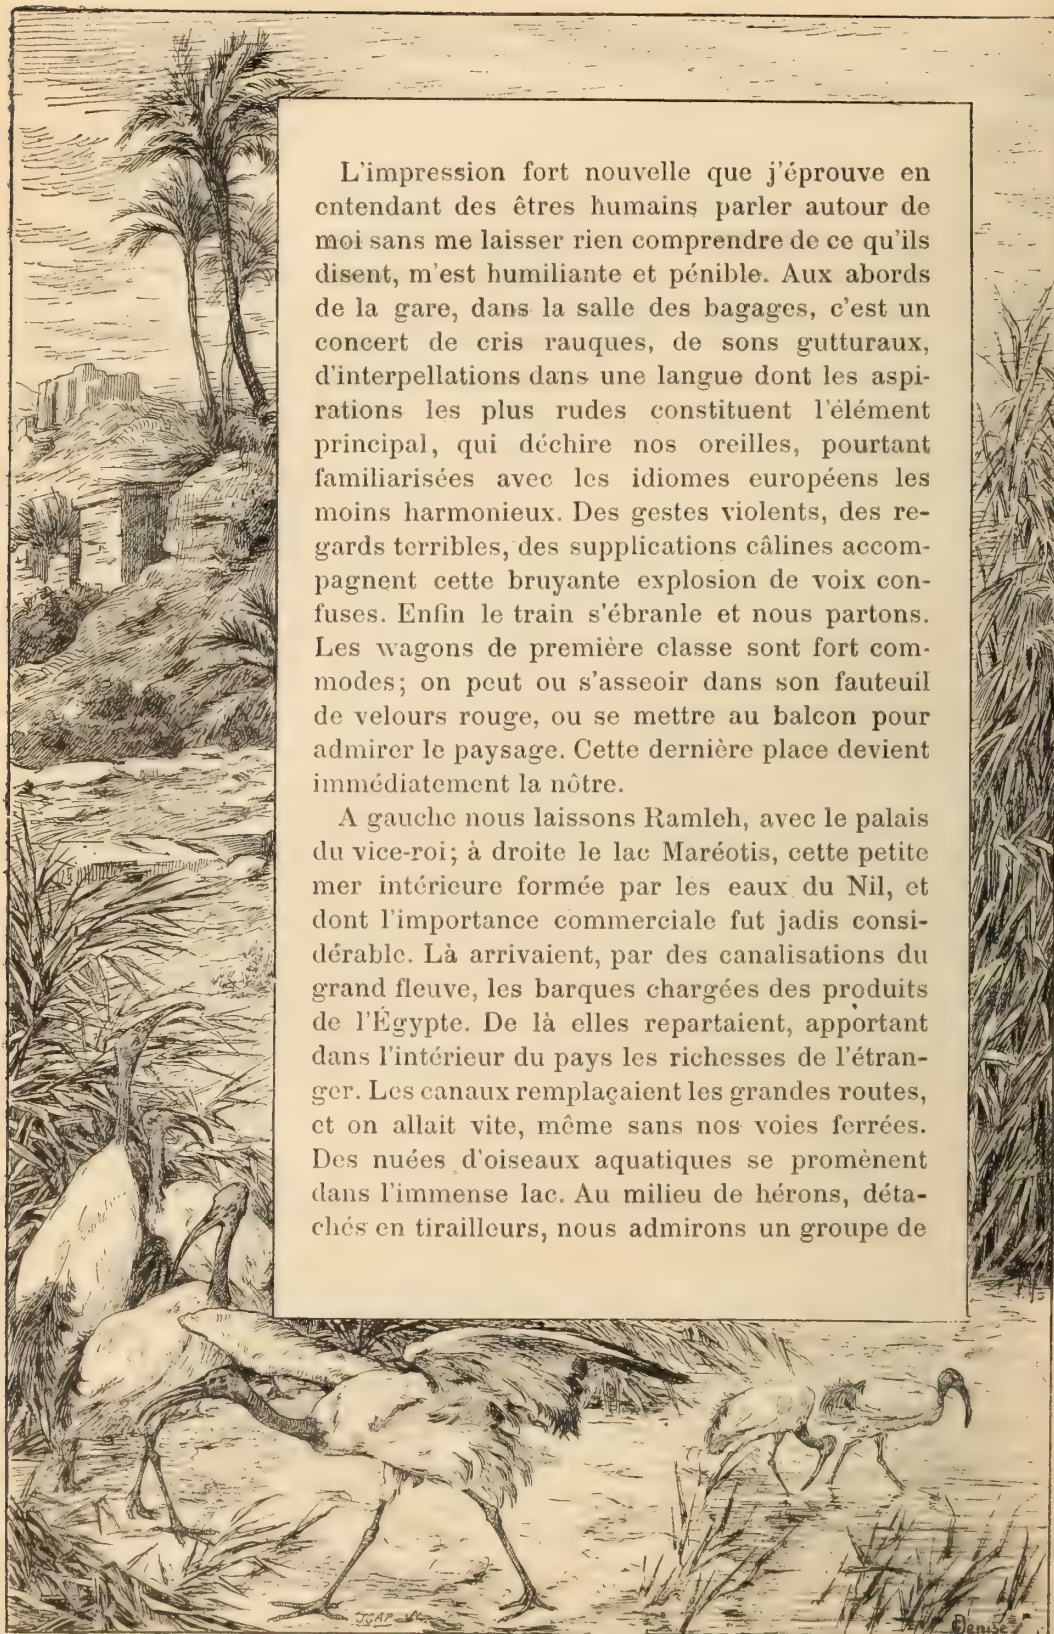 L'impression fort nouvelle que j'éprouve en
entendant des êtres humains parler autour de
moi sans me laisser rien comprendre de ce qu'ils
disent, m'est humiliante et pénible. Aux abords
de la gare, dans la salle des bagages, c'est un
concert de cris rauques, de sons gutturaux,
d'interpellations dans une langue dont les aspi-
rations les plus rudes constituent l'élément
principal, qui déchire nos oreilles, pourtant
familiarisées avec les idiomes européens les
moins harmonieux. Des gestes violents, des re-
gards terribles, des supplications câlines accom-
pagnent cette bruyante explosion de voix con-
fuses. Enfin le train s'ébranle et nous partons.
Les wagons de première classe sont fort com-
modes; on peut ou s'asseoir dans son fauteuil
de velours rouge, ou se mettre au balcon pour
admirer le paysage. Cette dernière place devient
immédiatement la nôtre.
A gauche nous laissons Ramleh, avec le palais
du vice-roi; à droite le lac Maréotis, cette petite
mer intérieure formée par les eaux du Nil, et
dont l'importance commerciale fut jadis consi-
dérable. Là arrivaient, par des canalisations du
grand fleuve, les barques chargées des produits
de l'Égypte. De là elles repartaient, apportant
dans l'intérieur du pays les richesses de l'étran-
ger. Les canaux remplaçaient les grandes routes,
et on allait vite, même sans nos voies ferrées.
Des nuées d'oiseaux aquatiques se promènent
dans l'immense lac. Au milieu de hérons, déta-
chés en tirailleurs, nous admirons un groupe de